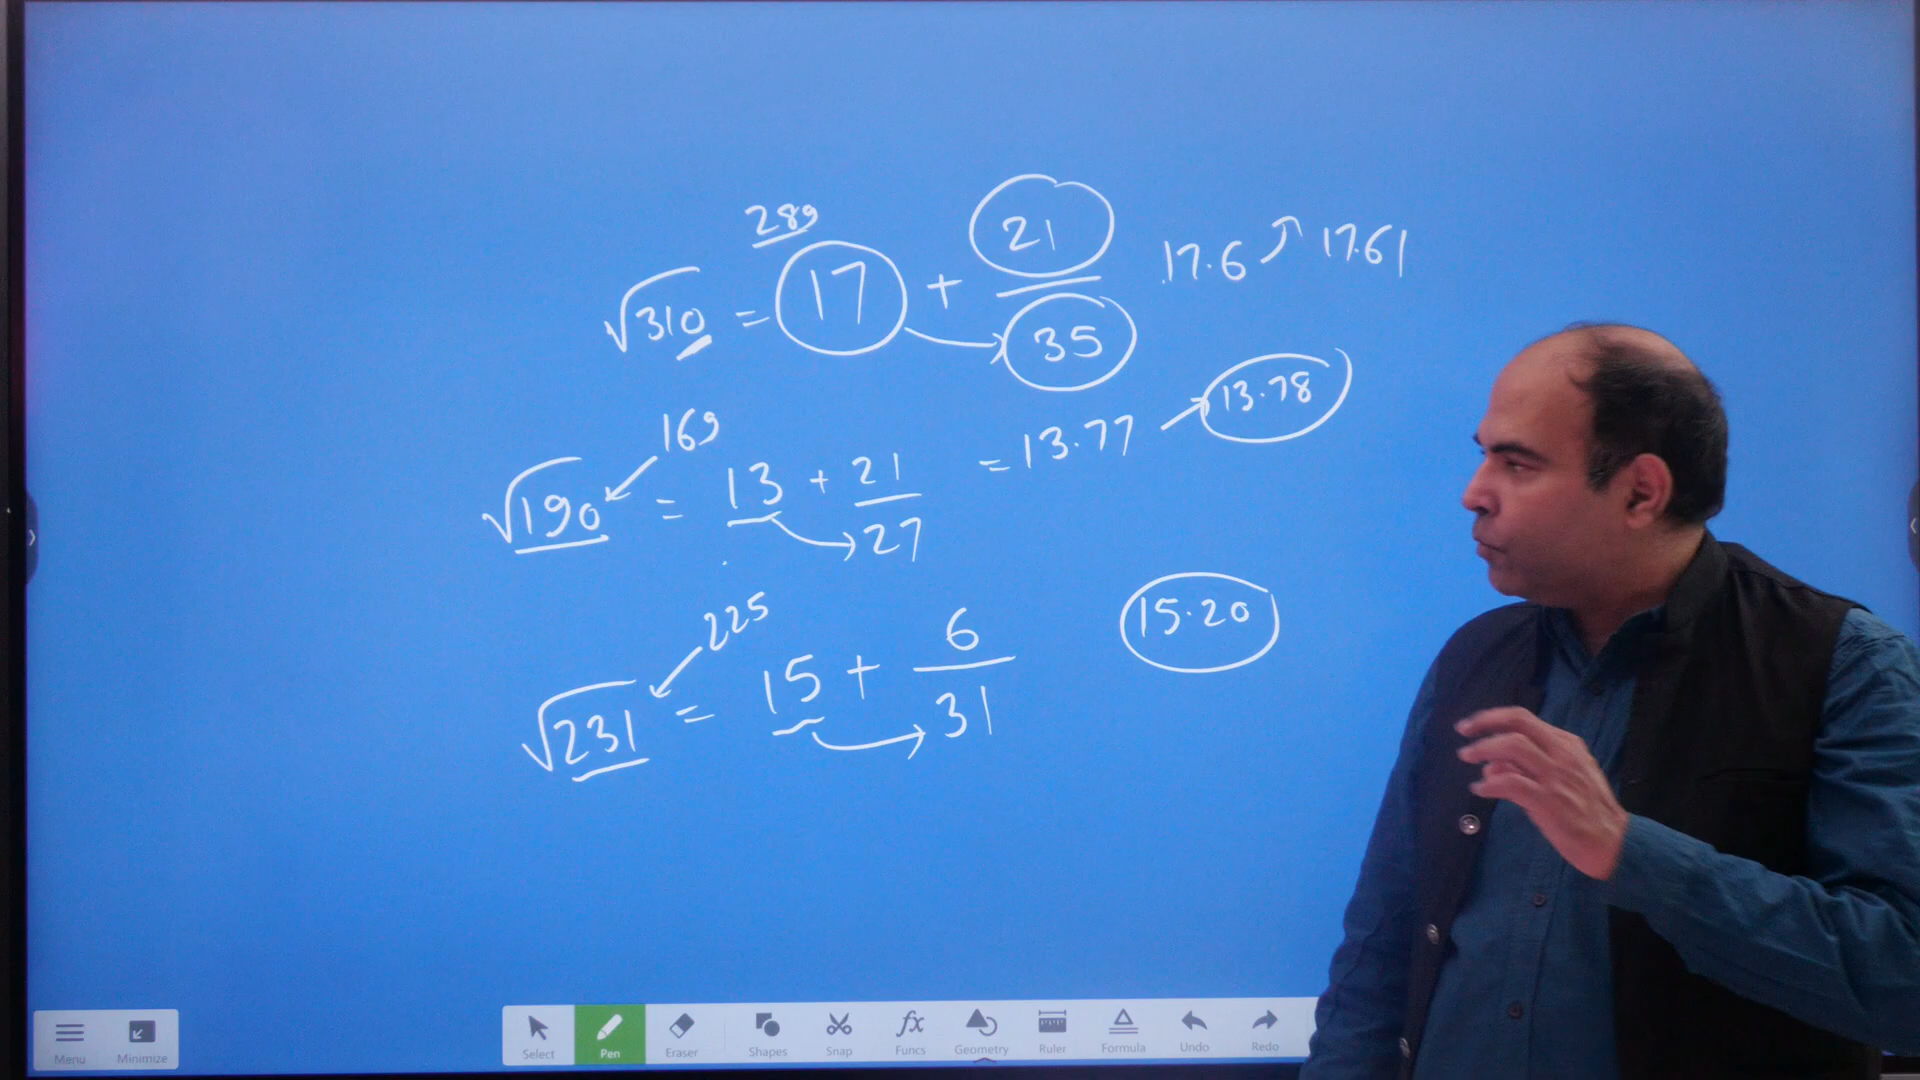 289
√310 = 17 + 21/35 17.6 17.61
169
√190 = 13 + 21/27 = 13.77 → 13.78
225
√231 = 15 + 6/31 15.20
Menu Minimize Select Pen Eraser Shapes Snap Funcs Geometry Ruler Formula Undo Redo